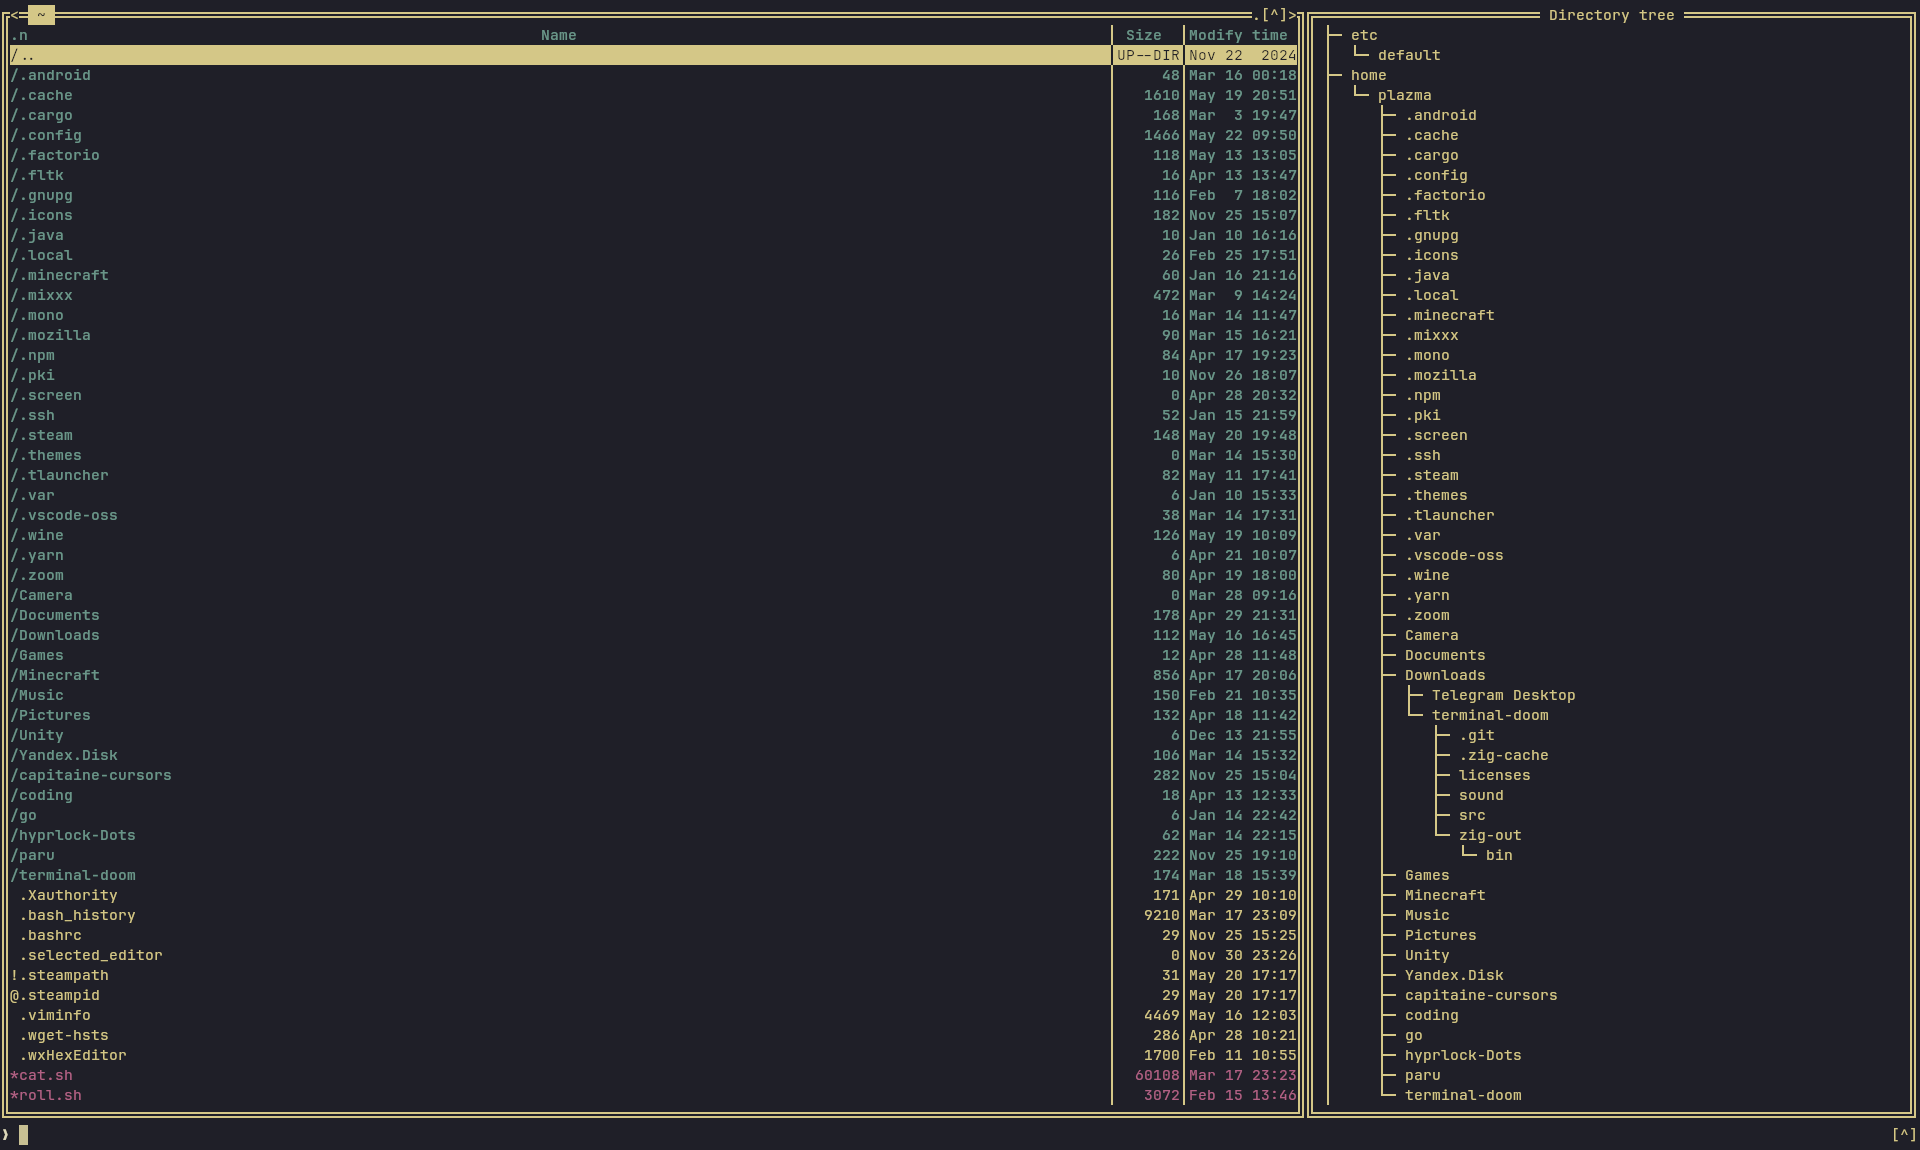 <- ~ .[^]>
.n Name Size Modify time
/.. UP--DIR Nov 22 2024
/.android 48 Mar 16 00:18
/.cache 1610 May 19 20:51
/.cargo 168 Mar 3 19:47
/.config 1466 May 22 09:50
/.factorio 118 May 13 13:05
/.fltk 16 Apr 13 13:47
/.gnupg 116 Feb 7 18:02
/.icons 182 Nov 25 15:07
/.java 10 Jan 10 16:16
/.local 26 Feb 25 17:51
/.minecraft 60 Jan 16 21:16
/.mixxx 472 Mar 9 14:24
/.mono 16 Mar 14 11:47
/.mozilla 90 Mar 15 16:21
/.npm 84 Apr 17 19:23
/.pki 10 Nov 26 18:07
/.screen 0 Apr 28 20:32
/.ssh 52 Jan 15 21:59
/.steam 148 May 20 19:48
/.themes 0 Mar 14 15:30
/.tlauncher 82 May 11 17:41
/.var 6 Jan 10 15:33
/.vscode-oss 38 Mar 14 17:31
/.wine 126 May 19 10:09
/.yarn 6 Apr 21 10:07
/.zoom 80 Apr 19 18:00
/Camera 0 Mar 28 09:16
/Documents 178 Apr 29 21:31
/Downloads 112 May 16 16:45
/Games 12 Apr 28 11:48
/Minecraft 856 Apr 17 20:06
/Music 150 Feb 21 10:35
/Pictures 132 Apr 18 11:42
/Unity 6 Dec 13 21:55
/Yandex.Disk 106 Mar 14 15:32
/capitaine-cursors 282 Nov 25 15:04
/coding 18 Apr 13 12:33
/go 6 Jan 14 22:42
/hyprlock-Dots 62 Mar 14 22:15
/paru 222 Nov 25 19:10
/terminal-doom 174 Mar 18 15:39
.Xauthority 171 Apr 29 10:10
.bash_history 9210 Mar 17 23:09
.bashrc 29 Nov 25 15:25
.selected_editor 0 Nov 30 23:26
!.steampath 31 May 20 17:17
@.steampid 29 May 20 17:17
.viminfo 4469 May 16 12:03
.wget-hsts 286 Apr 28 10:21
.wxHexEditor 1700 Feb 11 10:55
*cat.sh 60108 Mar 17 23:23
*roll.sh 3072 Feb 15 13:46
Directory tree
etc
default
home
plazma
.android
.cache
.cargo
.config
.factorio
.fltk
.gnupg
.icons
.java
.local
.minecraft
.mixxx
.mono
.mozilla
.npm
.pki
.screen
.ssh
.steam
.themes
.tlauncher
.var
.vscode-oss
.wine
.yarn
.zoom
Camera
Documents
Downloads
Telegram Desktop
terminal-doom
.git
.zig-cache
licenses
sound
src
zig-out
bin
Games
Minecraft
Music
Pictures
Unity
Yandex.Disk
capitaine-cursors
coding
go
hyprlock-Dots
paru
terminal-doom
❯ [^]